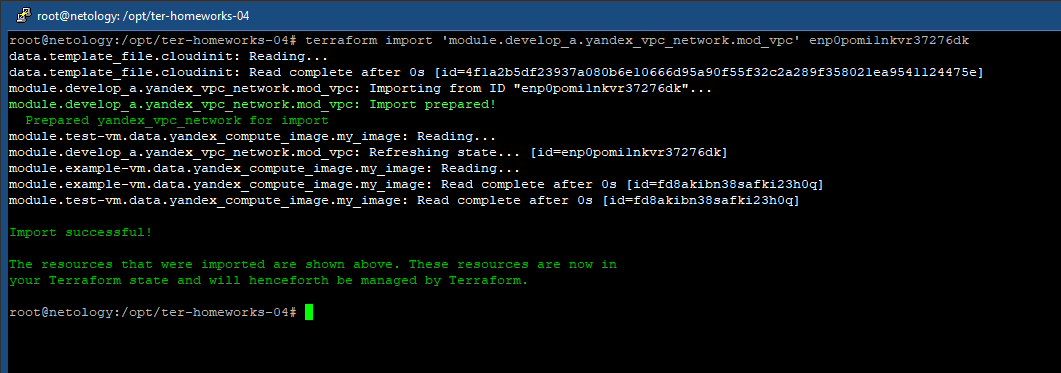 root@netology: /opt/ter-homeworks-04
root@netology:/opt/ter-homeworks-04# terraform import 'module.develop_a.yandex_vpc_network.mod_vpc' enp0pomi1nkvr37276dk
data.template_file.cloudinit: Reading...
data.template_file.cloudinit: Read complete after 0s [id=4f1a2b5df23937a080b6e10666d95a90f55f32c2a289f358021ea9541124475e]
module.develop_a.yandex_vpc_network.mod_vpc: Importing from ID "enp0pomi1nkvr37276dk"...
module.develop_a.yandex_vpc_network.mod_vpc: Import prepared!
  Prepared yandex_vpc_network for import
module.test-vm.data.yandex_compute_image.my_image: Reading...
module.develop_a.yandex_vpc_network.mod_vpc: Refreshing state... [id=enp0pomi1nkvr37276dk]
module.example-vm.data.yandex_compute_image.my_image: Reading...
module.example-vm.data.yandex_compute_image.my_image: Read complete after 0s [id=fd8akibn38safki23h0q]
module.test-vm.data.yandex_compute_image.my_image: Read complete after 0s [id=fd8akibn38safki23h0q]
Import successful!
The resources that were imported are shown above. These resources are now in
your Terraform state and will henceforth be managed by Terraform.
root@netology:/opt/ter-homeworks-04#